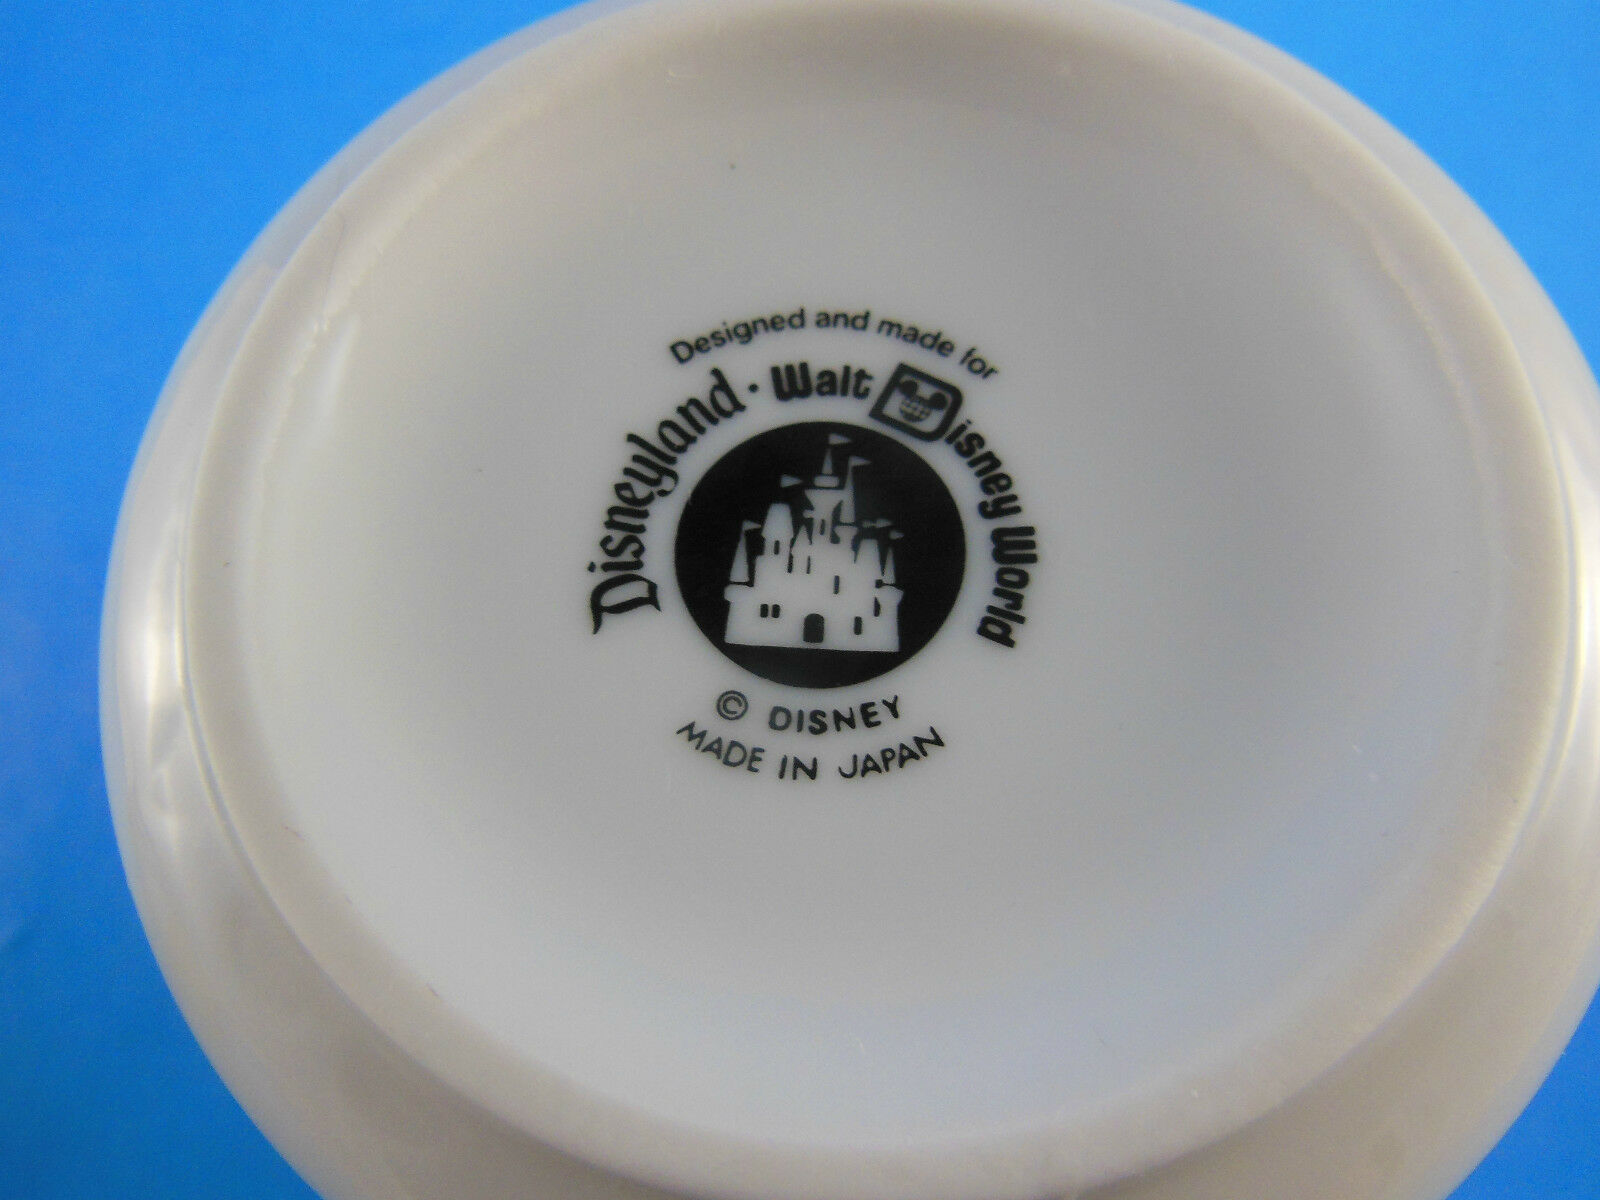 Designed and made for
Disneyland · Walt Disney World
© DISNEY
MADE IN JAPAN